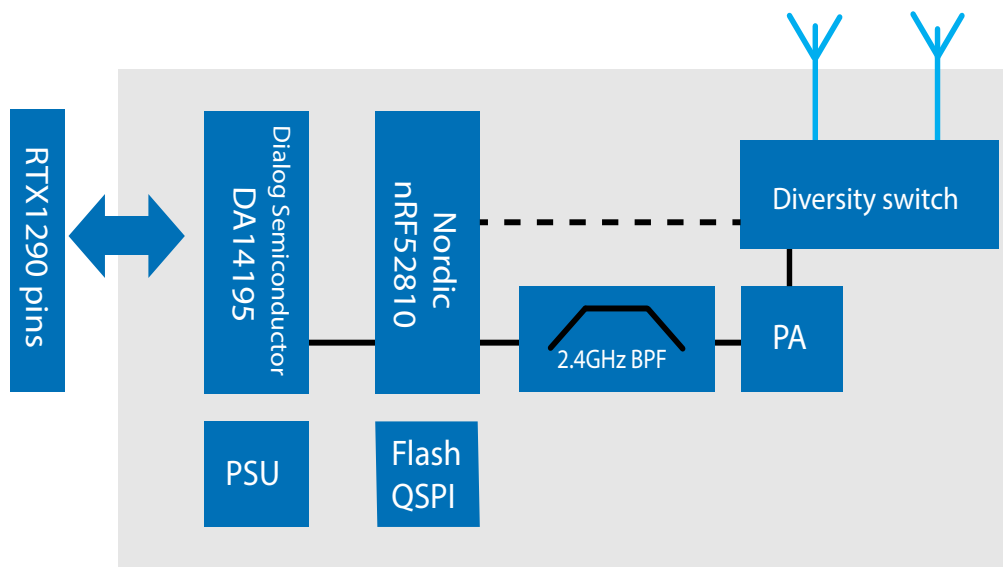 RTX1290 pins
Dialog Semiconductor
DA14195
Nordic
nRF52810
Diversity switch
2.4GHz BPF
PA
PSU
Flash
QSPI